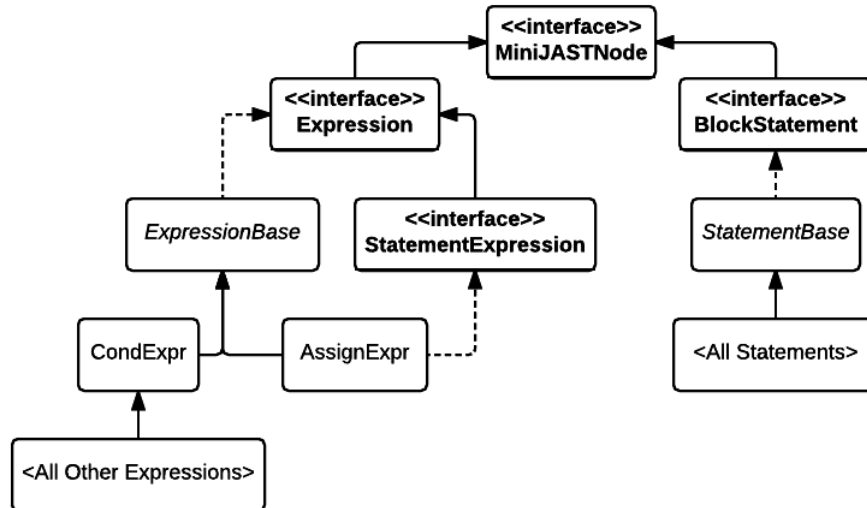 <<interface>>
MiniJASTNode
<<interface>>
Expression
<<interface>>
BlockStatement
ExpressionBase
<<interface>>
StatementExpression
StatementBase
CondExpr
AssignExpr
<All Statements>
<All Other Expressions>